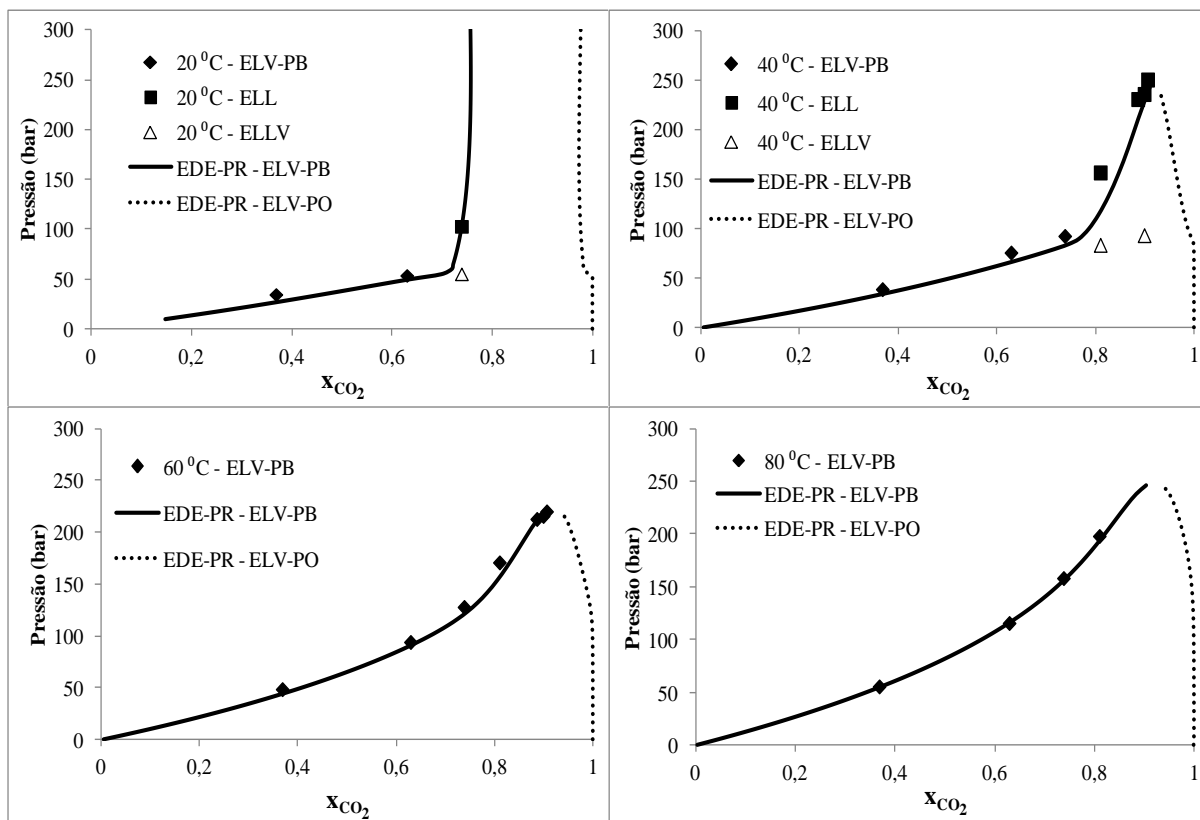 300
250
200
150
100
50
0
Pressão (bar)
20 ⁰C - ELV-PB
20 ⁰C - ELL
20 ⁰C - ELLV
EDE-PR - ELV-PB
EDE-PR - ELV-PO
0 0,2 0,4 0,6 0,8 1
xCO₂
300
250
200
150
100
50
0
Pressão (bar)
40 ⁰C - ELV-PB
40 ⁰C - ELL
40 ⁰C - ELLV
EDE-PR - ELV-PB
EDE-PR - ELV-PO
0 0,2 0,4 0,6 0,8 1
xCO₂
300
250
200
150
100
50
0
Pressão (bar)
60 ⁰C - ELV-PB
EDE-PR - ELV-PB
EDE-PR - ELV-PO
0 0,2 0,4 0,6 0,8 1
xCO₂
300
250
200
150
100
50
0
Pressão (bar)
80 ⁰C - ELV-PB
EDE-PR - ELV-PB
EDE-PR - ELV-PO
0 0,2 0,4 0,6 0,8 1
xCO₂